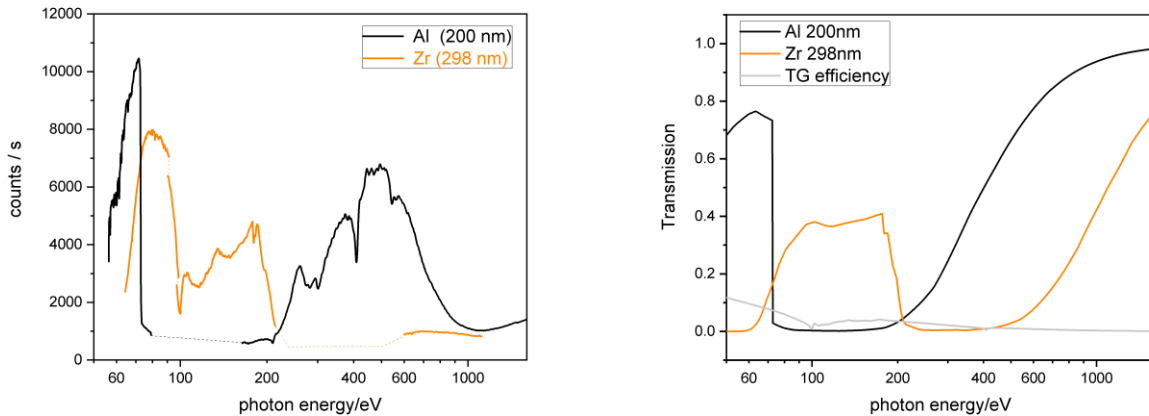 12000
10000
8000
6000
4000
2000
0
counts / s
Al  (200 nm)
Zr (298 nm)
60
100
200
400
600
1000
photon energy/eV
1.0
0.8
0.6
0.4
0.2
0.0
Transmission
Al 200nm
Zr 298nm
TG efficiency
60
100
200
400
600
1000
photon energy/eV